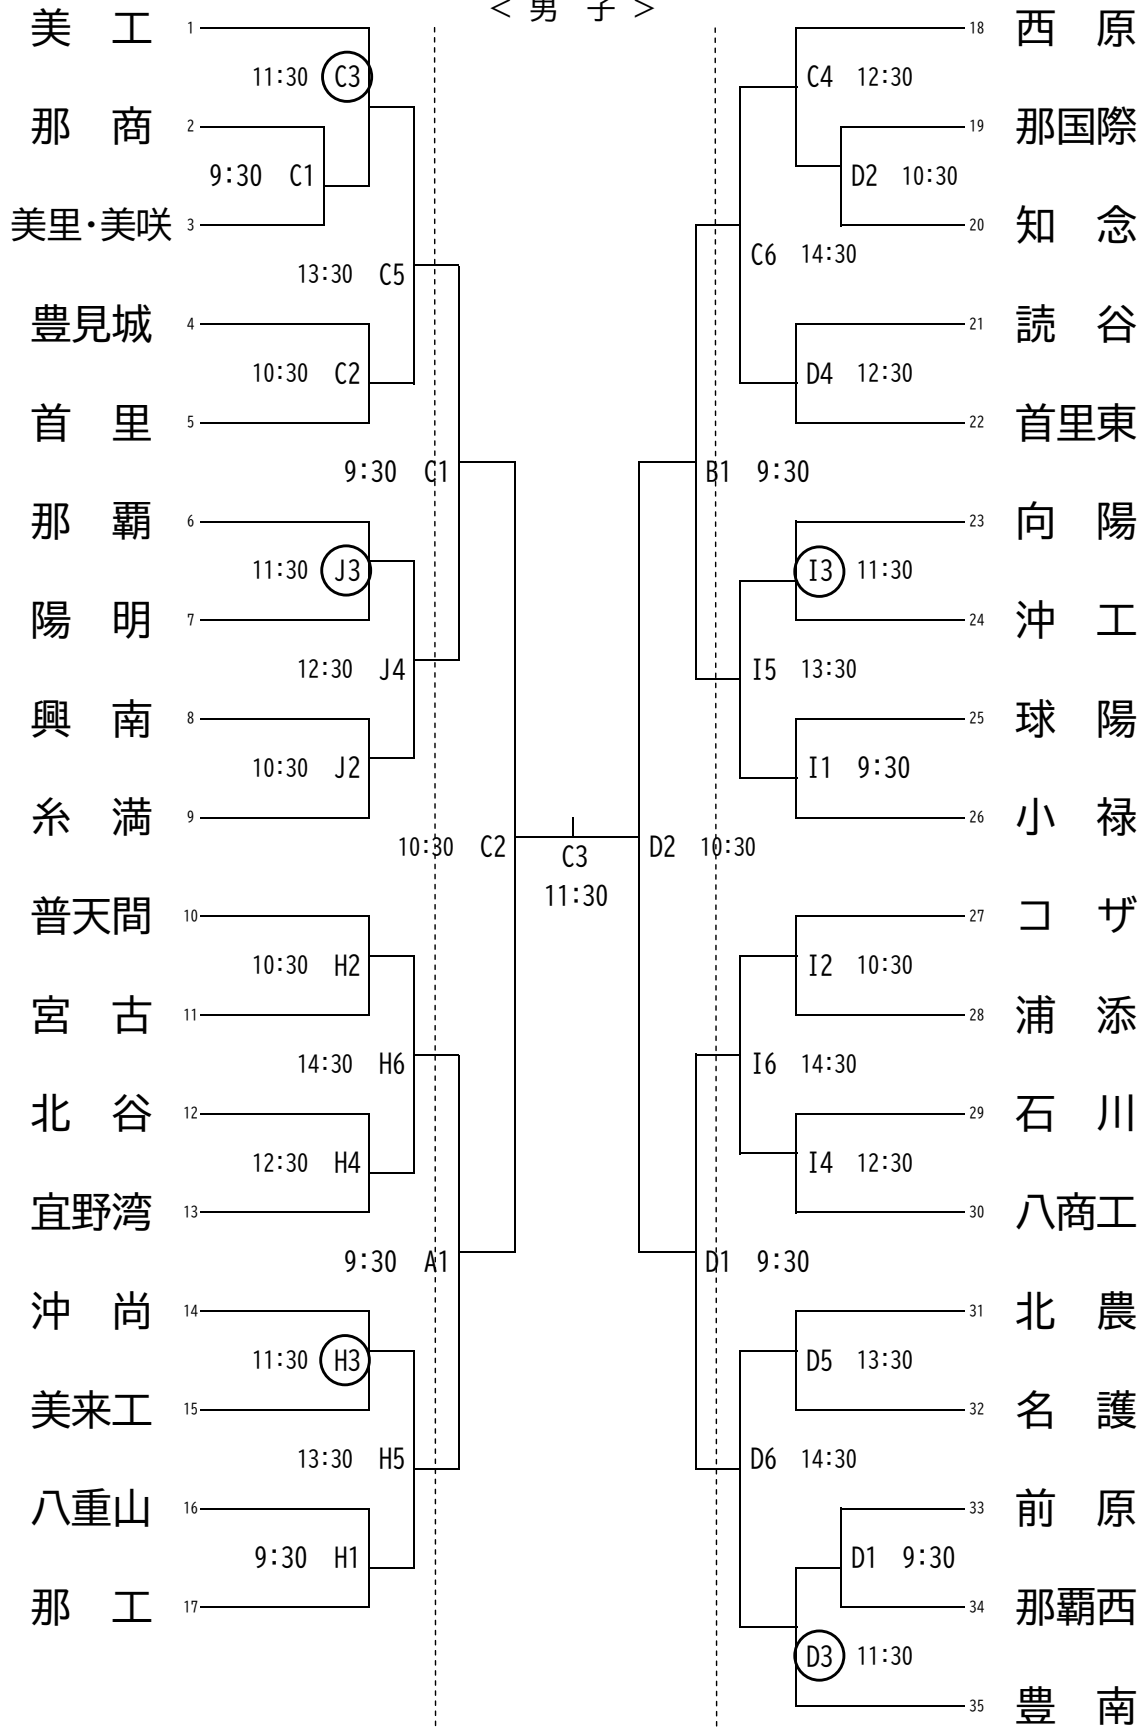 < 男 子 >
美 工 1
11:30 C3
那 商 2
9:30 C1
美里・美咲 3
13:30 C5
豊見城 4
10:30 C2
首 里 5
9:30 C1
那 覇 6
11:30 J3
陽 明 7
12:30 J4
興 南 8
10:30 J2
糸 満 9
10:30 C2
普天間 10
10:30 H2
宮 古 11
14:30 H6
北 谷 12
12:30 H4
宜野湾 13
9:30 A1
沖 尚 14
11:30 H3
美来工 15
13:30 H5
八重山 16
9:30 H1
那 工 17
C3
11:30
18 西 原
C4 12:30
19 那国際
D2 10:30
20 知 念
C6 14:30
21 読 谷
D4 12:30
22 首里東
B1 9:30
23 向 陽
I3 11:30
24 沖 工
I5 13:30
25 球 陽
I1 9:30
26 小 禄
D2 10:30
27 コ ザ
I2 10:30
28 浦 添
I6 14:30
29 石 川
I4 12:30
30 八商工
D1 9:30
31 北 農
D5 13:30
32 名 護
D6 14:30
33 前 原
D1 9:30
34 那覇西
D3 11:30
35 豊 南